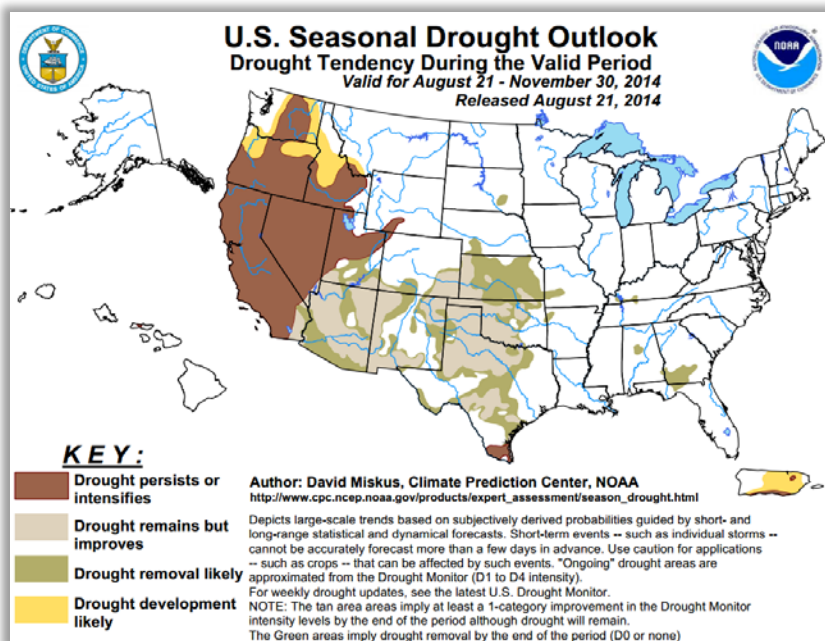 U.S. Seasonal Drought Outlook
Drought Tendency During the Valid Period
Valid for August 21 - November 30, 2014
Released August 21, 2014
DEPARTMENT OF COMMERCE
UNITED STATES OF AMERICA
NOAA
KEY:
Drought persists or
intensifies
Drought remains but
improves
Drought removal likely
Drought development
likely
Author: David Miskus, Climate Prediction Center, NOAA
http://www.cpc.ncep.noaa.gov/products/expert_assessment/season_drought.html
Depicts large-scale trends based on subjectively derived probabilities guided by short- and
long-range statistical and dynamical forecasts. Short-term events -- such as individual storms --
cannot be accurately forecast more than a few days in advance. Use caution for applications
-- such as crops -- that can be affected by such events. "Ongoing" drought areas are
approximated from the Drought Monitor (D1 to D4 intensity).
For weekly drought updates, see the latest U.S. Drought Monitor.
NOTE: The tan area areas imply at least a 1-category improvement in the Drought Monitor
intensity levels by the end of the period although drought will remain.
The Green areas imply drought removal by the end of the period (D0 or none)